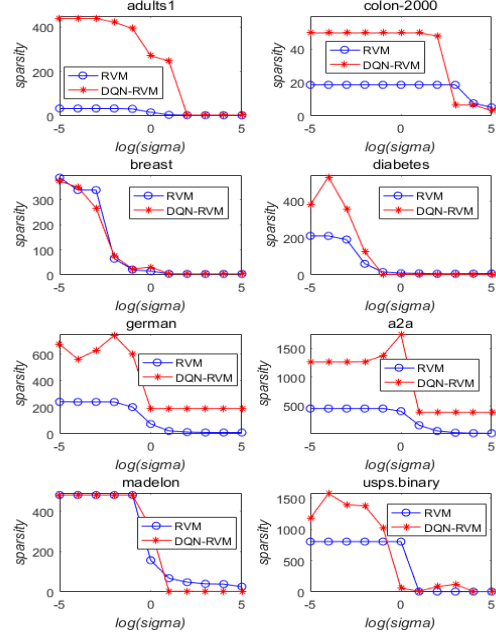 adults1
sparsity
400
200
0
RVM
DQN-RVM
-5 0 5
log(sigma)
colon-2000
sparsity
40
20
0
RVM
DQN-RVM
-5 0 5
log(sigma)
breast
sparsity
300
200
100
0
RVM
DQN-RVM
-5 0 5
log(sigma)
diabetes
sparsity
400
200
0
RVM
DQN-RVM
-5 0 5
log(sigma)
german
sparsity
600
400
200
0
RVM
DQN-RVM
-5 0 5
log(sigma)
a2a
sparsity
1500
1000
500
RVM
DQN-RVM
-5 0 5
log(sigma)
madelon
sparsity
400
200
0
RVM
DQN-RVM
-5 0 5
log(sigma)
usps.binary
sparsity
1500
1000
500
0
RVM
DQN-RVM
-5 0 5
log(sigma)